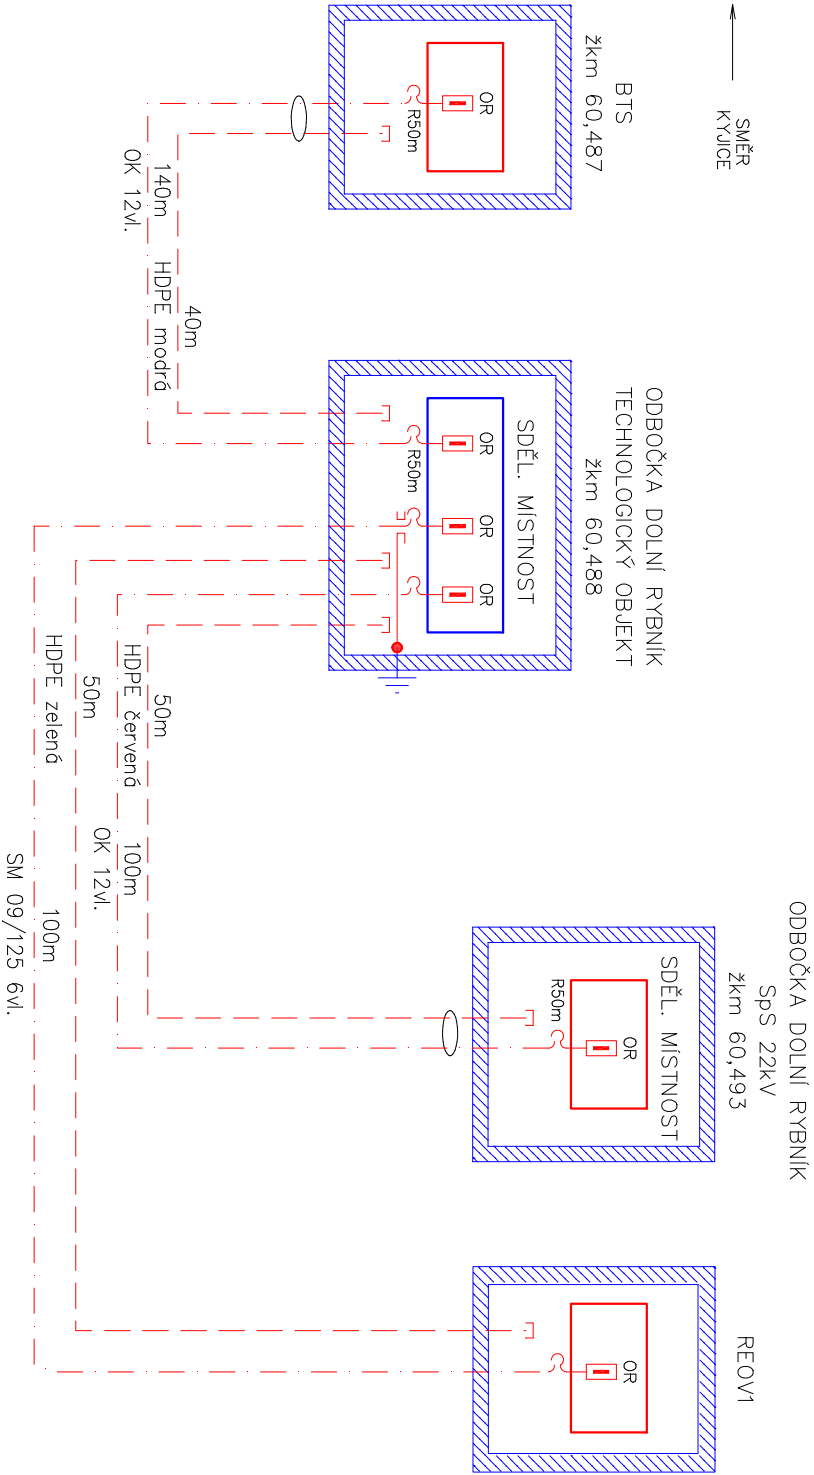 SMĚR
KYJICE
BTS
žkm 60,487
OR
R50m
140m
OK 12vl.
HDPE modrá
40m
ODBOČKA DOLNÍ RYBNÍK
TECHNOLOGICKÝ OBJEKT
žkm 60,488
SDĚL. MÍSTNOST
OR
OR
OR
R50m
50m
HDPE červená
100m
OK 12vl.
50m
HDPE zelená
100m
SM 09/125 6vl.
ODBOČKA DOLNÍ RYBNÍK
SpS 22kV
žkm 60,493
SDĚL. MÍSTNOST
OR
R50m
REOV1
OR